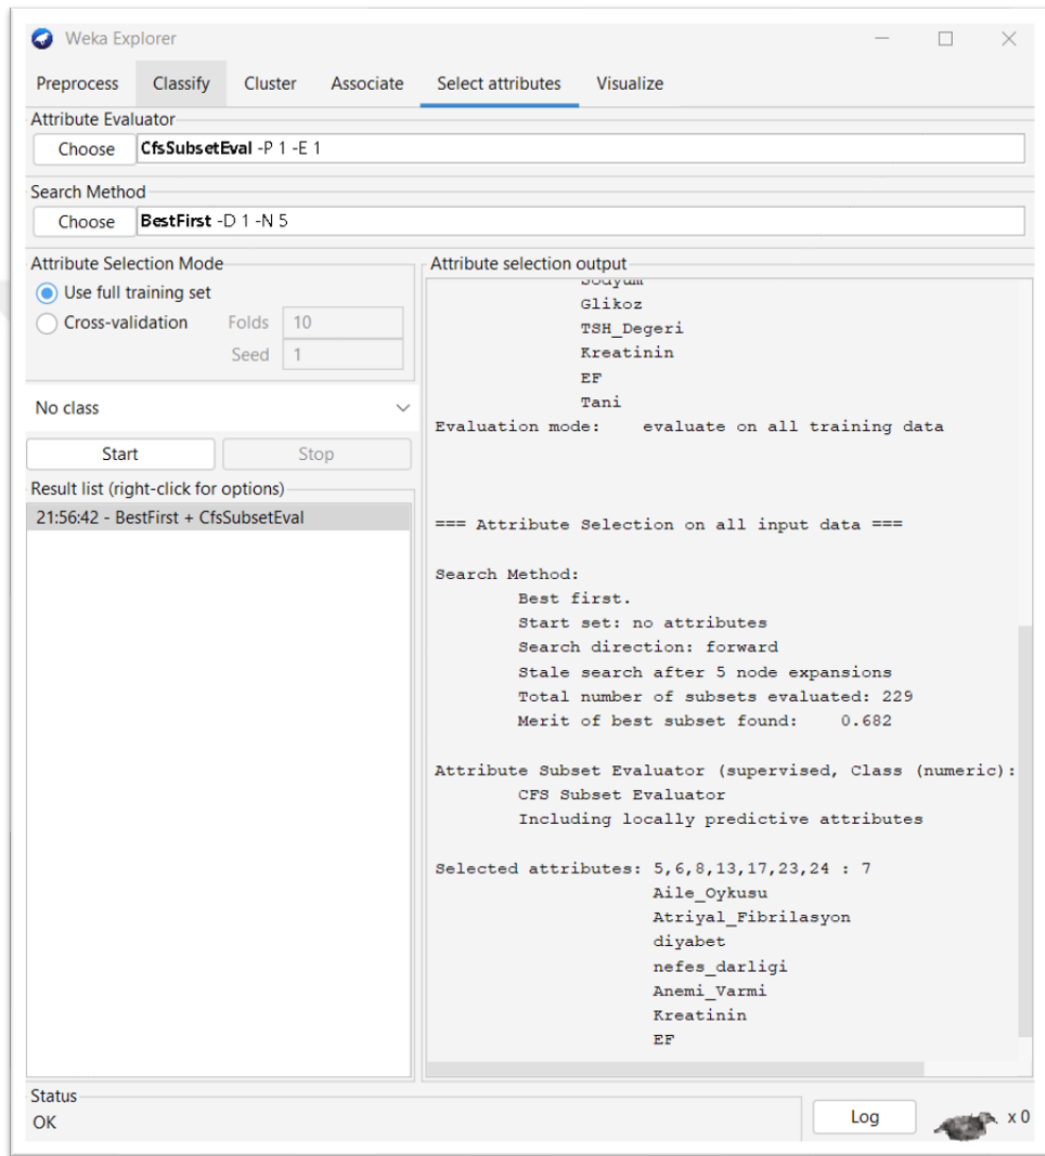 Weka Explorer
Preprocess Classify Cluster Associate Select attributes Visualize
Attribute Evaluator
Choose CfsSubsetEval -P 1 -E 1
Search Method
Choose BestFirst -D 1 -N 5
Attribute Selection Mode
Use full training set
Cross-validation Folds 10
Seed 1
No class
Start Stop
Result list (right-click for options)
21:56:42 - BestFirst + CfsSubsetEval
Attribute selection output
Sodyum
Glikoz
TSH_Degeri
Kreatinin
EF
Tani
Evaluation mode: evaluate on all training data
=== Attribute Selection on all input data ===
Search Method:
Best first.
Start set: no attributes
Search direction: forward
Stale search after 5 node expansions
Total number of subsets evaluated: 229
Merit of best subset found: 0.682
Attribute Subset Evaluator (supervised, Class (numeric):
CFS Subset Evaluator
Including locally predictive attributes
Selected attributes: 5,6,8,13,17,23,24 : 7
Aile_Oykusu
Atriyal_Fibrilasyon
diyabet
nefes_darligi
Anemi_Varmi
Kreatinin
EF
Status
OK
Log
x 0